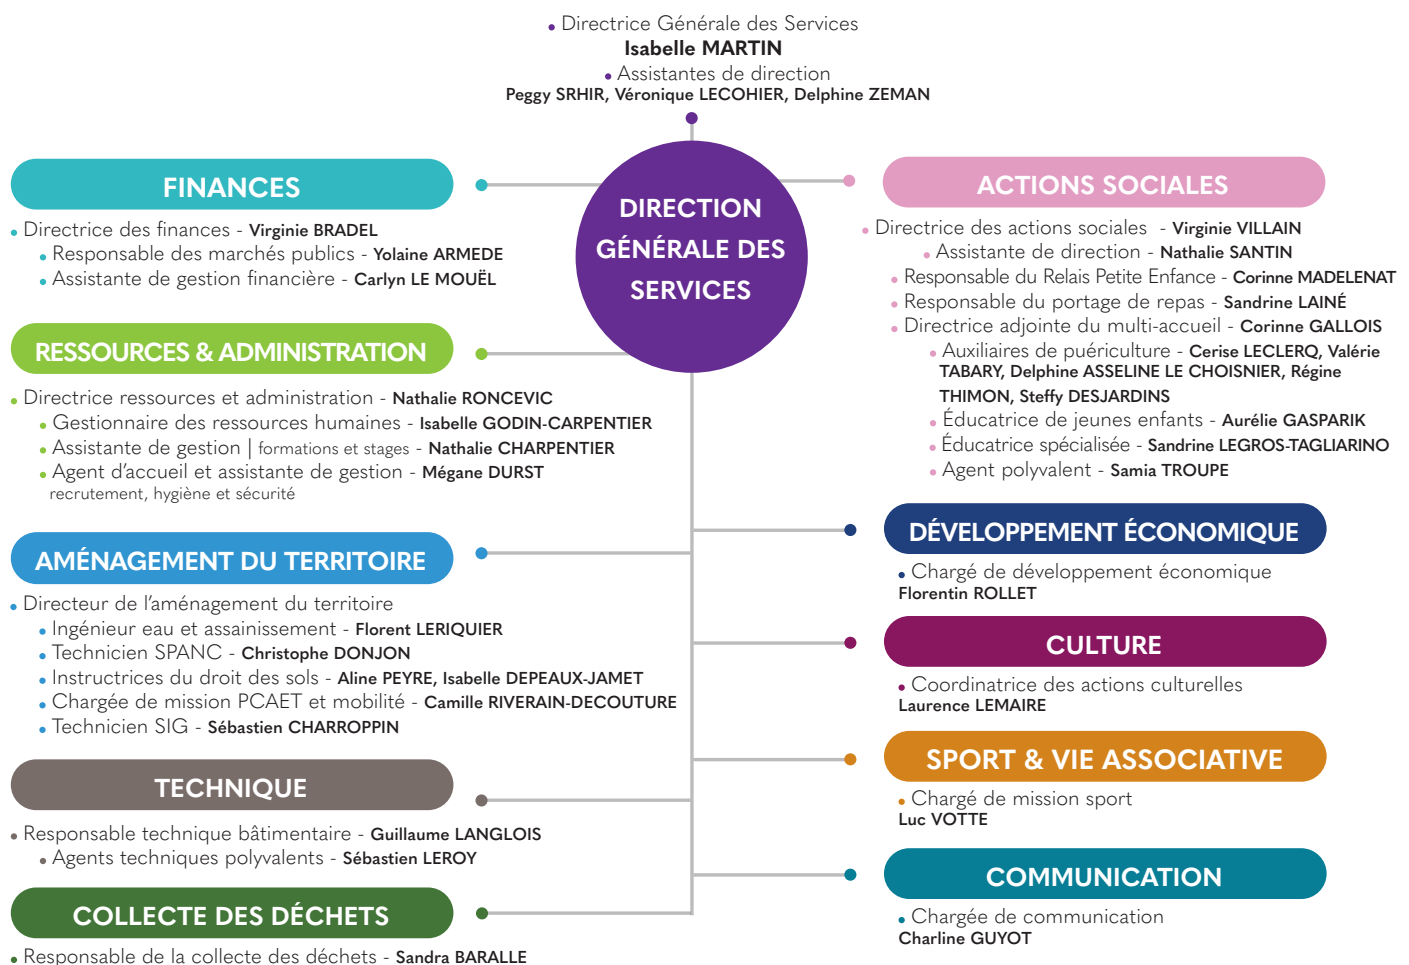 • Directrice Générale des Services
Isabelle MARTIN
• Assistantes de direction
Peggy SRHIR, Véronique LECOHIER, Delphine ZEMAN
DIRECTION
GÉNÉRALE DES
SERVICES
FINANCES
• Directrice des finances - Virginie BRADEL
• Responsable des marchés publics - Yolaine ARMEDE
• Assistante de gestion financière - Carlyn LE MOUËL
RESSOURCES & ADMINISTRATION
• Directrice ressources et administration - Nathalie RONCEVIC
• Gestionnaire des ressources humaines - Isabelle GODIN-CARPENTIER
• Assistante de gestion | formations et stages - Nathalie CHARPENTIER
• Agent d’accueil et assistante de gestion - Mégane DURST
recrutement, hygiène et sécurité
AMÉNAGEMENT DU TERRITOIRE
• Directeur de l’aménagement du territoire
• Ingénieur eau et assainissement - Florent LERIQUIER
• Technicien SPANC - Christophe DONJON
• Instructrices du droit des sols - Aline PEYRE, Isabelle DEPEAUX-JAMET
• Chargée de mission PCAET et mobilité - Camille RIVERAIN-DECOUTURE
• Technicien SIG - Sébastien CHARROPPIN
TECHNIQUE
• Responsable technique bâtimentaire - Guillaume LANGLOIS
• Agents techniques polyvalents - Sébastien LEROY
COLLECTE DES DÉCHETS
• Responsable de la collecte des déchets - Sandra BARALLE
ACTIONS SOCIALES
• Directrice des actions sociales - Virginie VILLAIN
• Assistante de direction - Nathalie SANTIN
• Responsable du Relais Petite Enfance - Corinne MADELENAT
• Responsable du portage de repas - Sandrine LAINÉ
• Directrice adjointe du multi-accueil - Corinne GALLOIS
• Auxiliaires de puériculture - Cerise LECLERQ, Valérie
TABARY, Delphine ASSELINE LE CHOISNIER, Régine
THIMON, Steffy DESJARDINS
• Éducatrice de jeunes enfants - Aurélie GASPARIK
• Éducatrice spécialisée - Sandrine LEGROS-TAGLIARINO
• Agent polyvalent - Samia TROUPE
DÉVELOPPEMENT ÉCONOMIQUE
• Chargé de développement économique
Florentin ROLLET
CULTURE
• Coordinatrice des actions culturelles
Laurence LEMAIRE
SPORT & VIE ASSOCIATIVE
• Chargé de mission sport
Luc VOTTE
COMMUNICATION
• Chargée de communication
Charline GUYOT